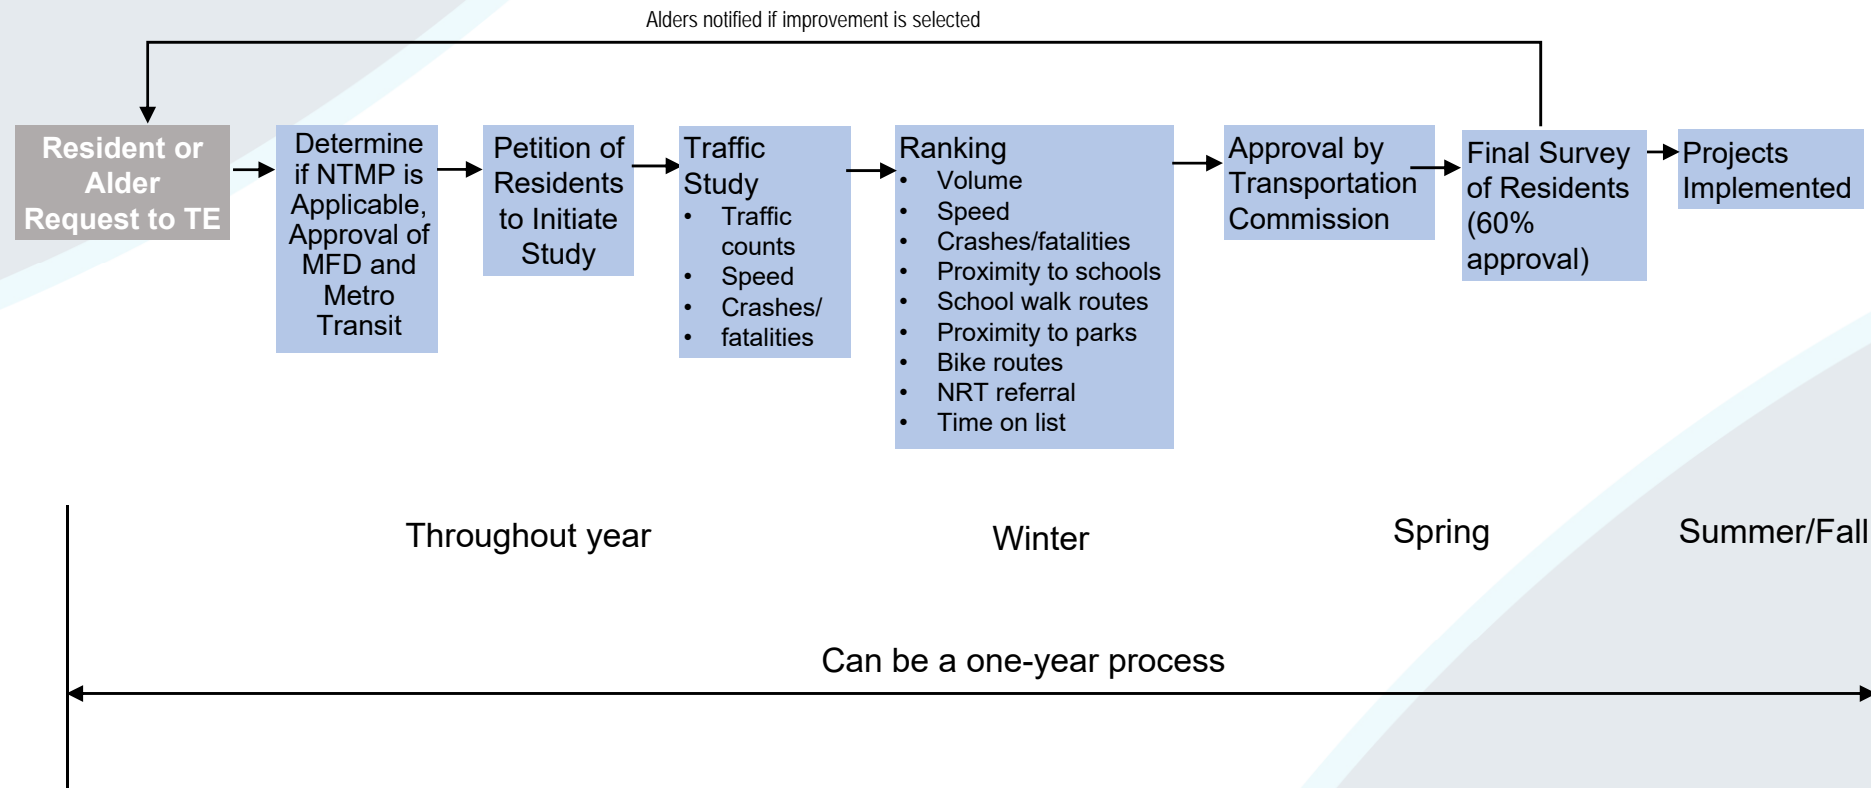 Alders notified if improvement is selected
Resident or
Alder
Request to TE
Determine
if NTMP is
Applicable,
Approval of
MFD and
Metro
Transit
Petition of
Residents
to Initiate
Study
Traffic
Study
• Traffic
counts
• Speed
• Crashes/
• fatalities
Ranking
• Volume
• Speed
• Crashes/fatalities
• Proximity to schools
• School walk routes
• Proximity to parks
• Bike routes
• NRT referral
• Time on list
Approval by
Transportation
Commission
Final Survey
of Residents
(60%
approval)
Projects
Implemented
Throughout year
Winter
Spring
Summer/Fall
Can be a one-year process